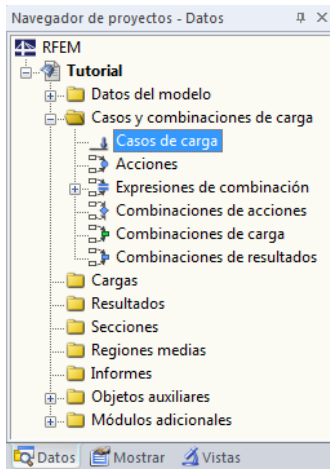 Navegador de proyectos - Datos
RFEM
Tutorial
Datos del modelo
Casos y combinaciones de carga
Casos de carga
Acciones
Expresiones de combinación
Combinaciones de acciones
Combinaciones de carga
Combinaciones de resultados
Cargas
Resultados
Secciones
Regiones medias
Informes
Objetos auxiliares
Módulos adicionales
Datos Mostrar Vistas